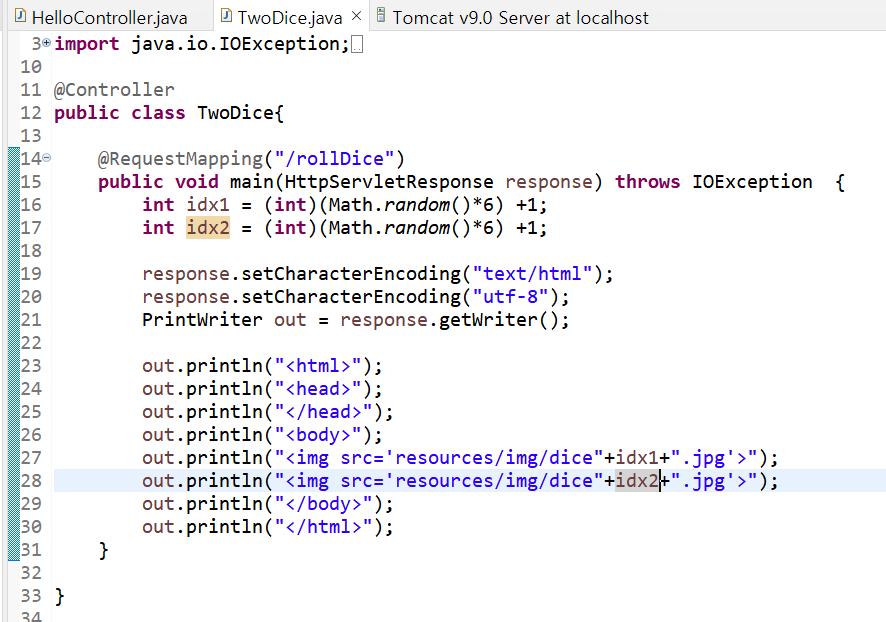 HelloController.java TwoDice.java Tomcat v9.0 Server at localhost
3 import java.io.IOException;
10
11 @Controller
12 public class TwoDice{
13
14 @RequestMapping("/rollDice")
15 public void main(HttpServletResponse response) throws IOException {
16 int idx1 = (int)(Math.random()*6) +1;
17 int idx2 = (int)(Math.random()*6) +1;
18
19 response.setCharacterEncoding("text/html");
20 response.setCharacterEncoding("utf-8");
21 PrintWriter out = response.getWriter();
22
23 out.println("<html>");
24 out.println("<head>");
25 out.println("</head>");
26 out.println("<body>");
27 out.println("<img src='resources/img/dice"+idx1+".jpg'>");
28 out.println("<img src='resources/img/dice"+idx2+".jpg'>");
29 out.println("</body>");
30 out.println("</html>");
31 }
32
33 }
34